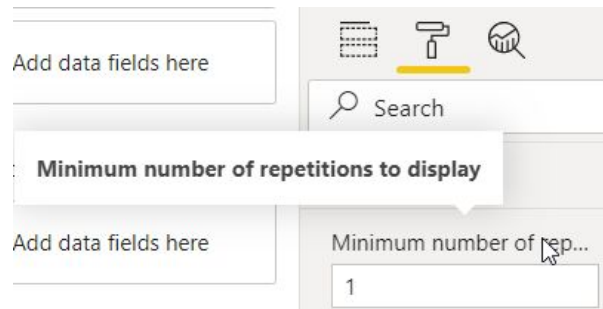 Add data fields here
Search
Minimum number of repetitions to display
Add data fields here
Minimum number of rep...
1